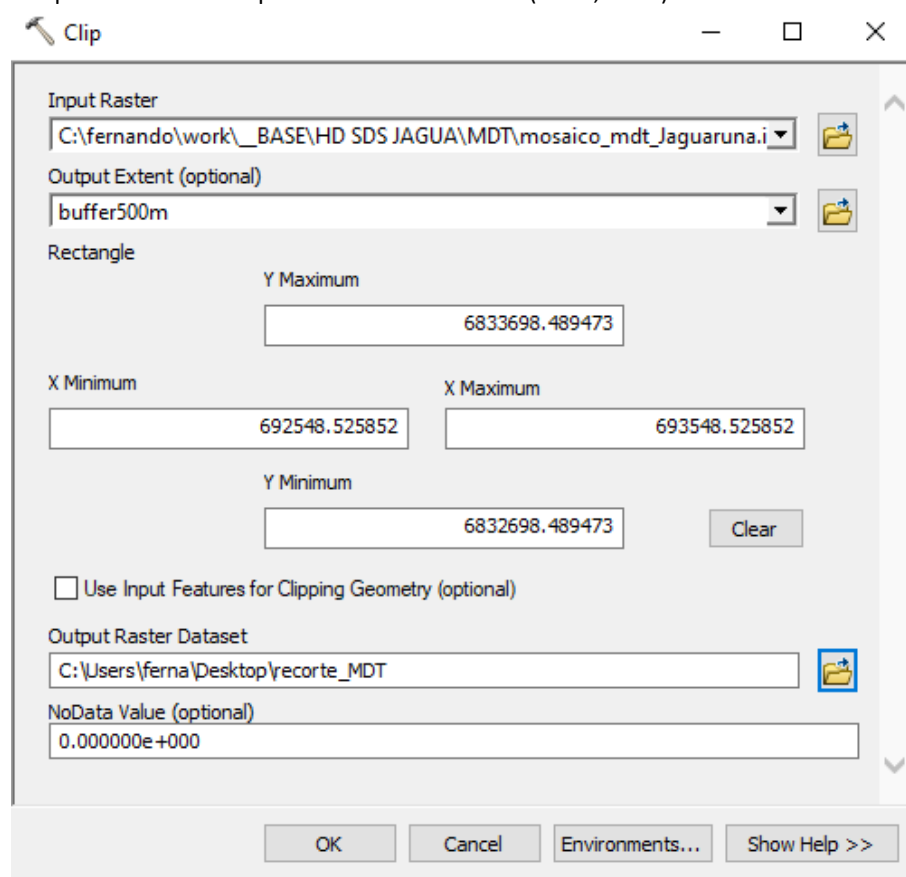 Clip
Input Raster
C:\fernando\work\__BASE\HD SDS JAGUA\MDT\mosaico_mdt_Jaguaruna.i
Output Extent (optional)
buffer500m
Rectangle
Y Maximum
6833698.489473
X Minimum
X Maximum
692548.525852
693548.525852
Y Minimum
6832698.489473
Clear
Use Input Features for Clipping Geometry (optional)
Output Raster Dataset
C:\Users\ferna\Desktop\recorte_MDT
NoData Value (optional)
0.000000e+000
OK
Cancel
Environments...
Show Help >>